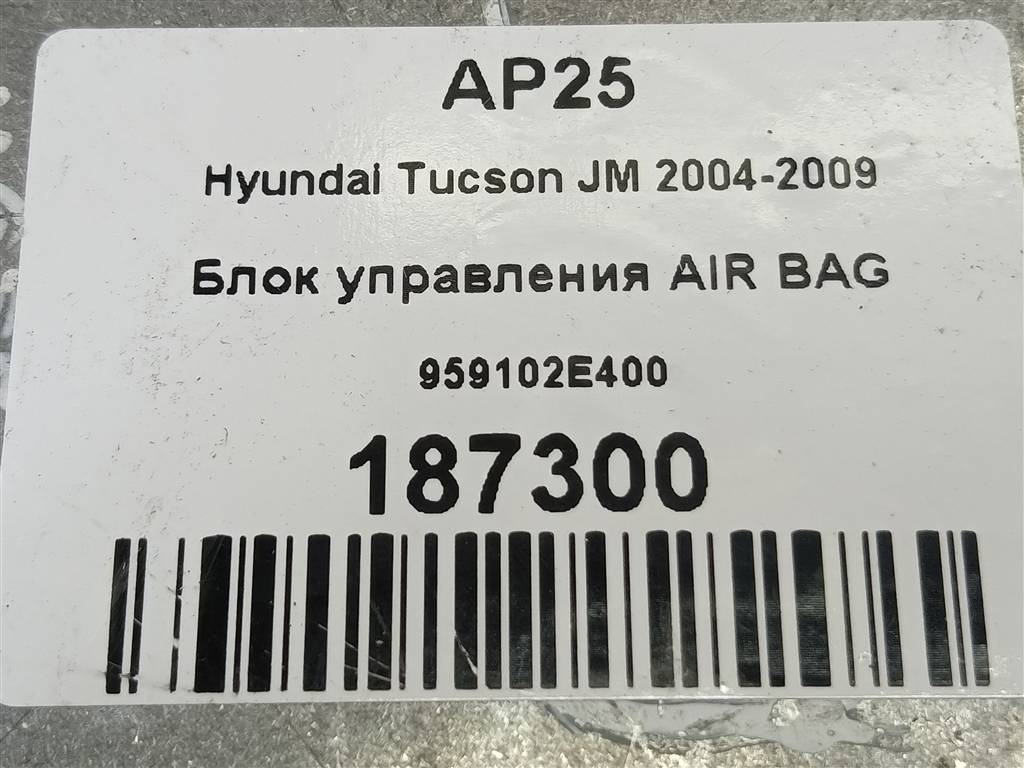 AP25
Hyundai Tucson JM 2004-2009
Блок управления AIR BAG
959102E400
187300